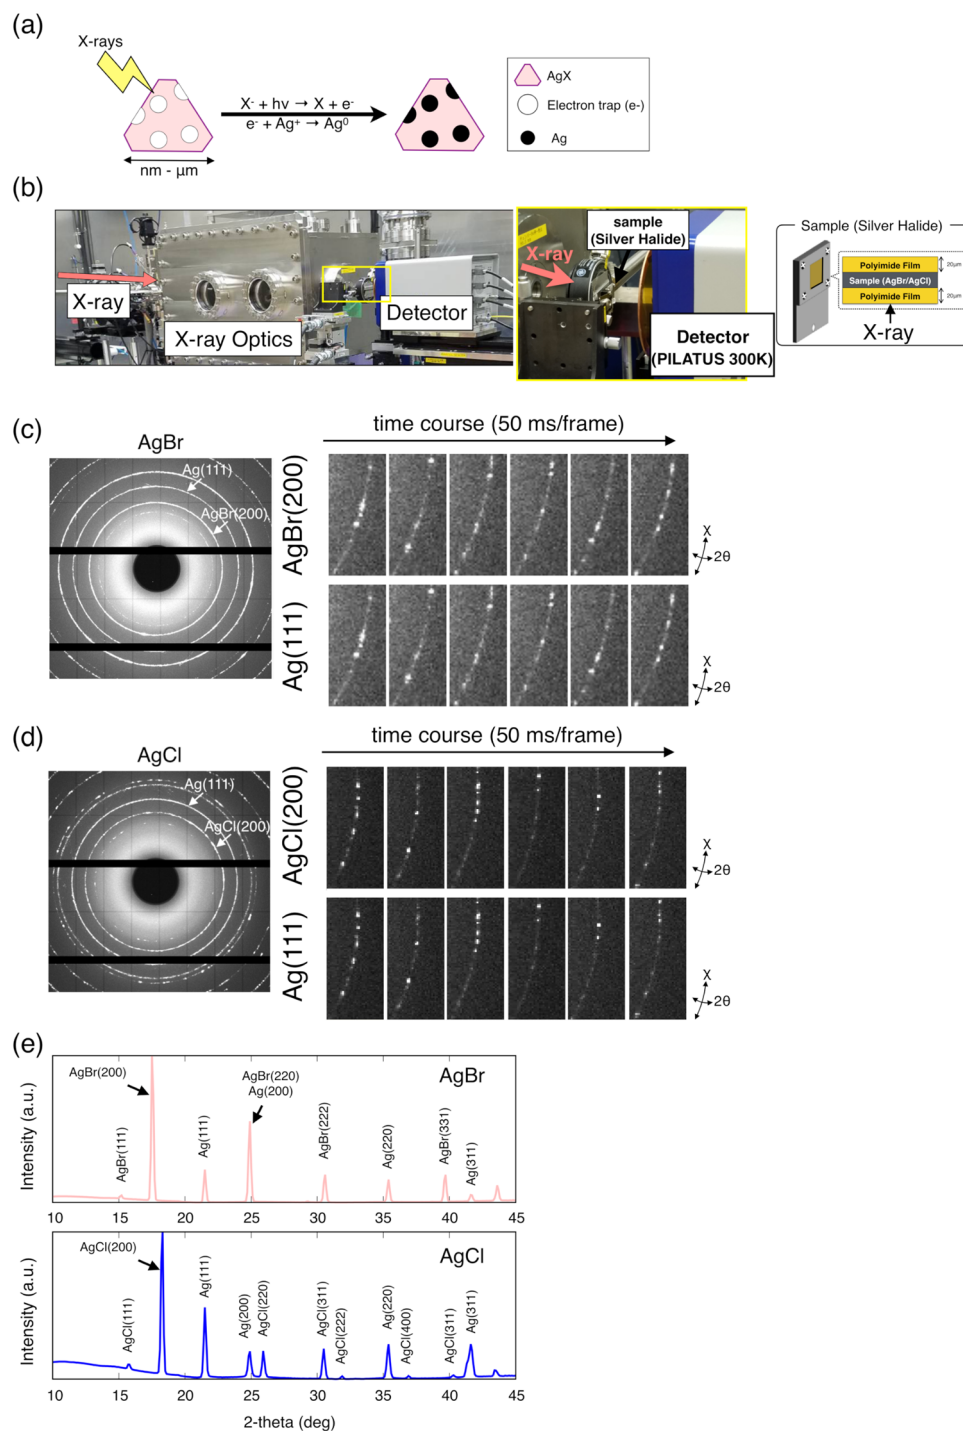 (a)
X-rays
X⁻ + hν → X + e⁻
e⁻ + Ag⁺ → Ag⁰
nm - μm
AgX
Electron trap (e-)
Ag
(b)
X-ray
X-ray Optics
Detector
sample
(Silver Halide)
X-ray
Detector
(PILATUS 300K)
Sample (Silver Halide)
Polyimide Film
Sample (AgBr/AgCl)
Polyimide Film
20μm
20μm
X-ray
(c)
AgBr
Ag(111)
AgBr(200)
time course (50 ms/frame)
AgBr(200)
χ
2θ
Ag(111)
χ
2θ
(d)
AgCl
Ag(111)
AgCl(200)
time course (50 ms/frame)
AgCl(200)
χ
2θ
Ag(111)
χ
2θ
(e)
Intensity (a.u.)
AgBr
AgBr(111)
AgBr(200)
Ag(111)
AgBr(220)
Ag(200)
AgBr(222)
Ag(220)
AgBr(331)
Ag(311)
10 15 20 25 30 35 40 45
Intensity (a.u.)
AgCl
AgCl(111)
AgCl(200)
Ag(111)
Ag(200)
AgCl(220)
AgCl(311)
AgCl(222)
Ag(220)
AgCl(400)
AgCl(311)
Ag(311)
10 15 20 25 30 35 40 45
2-theta (deg)